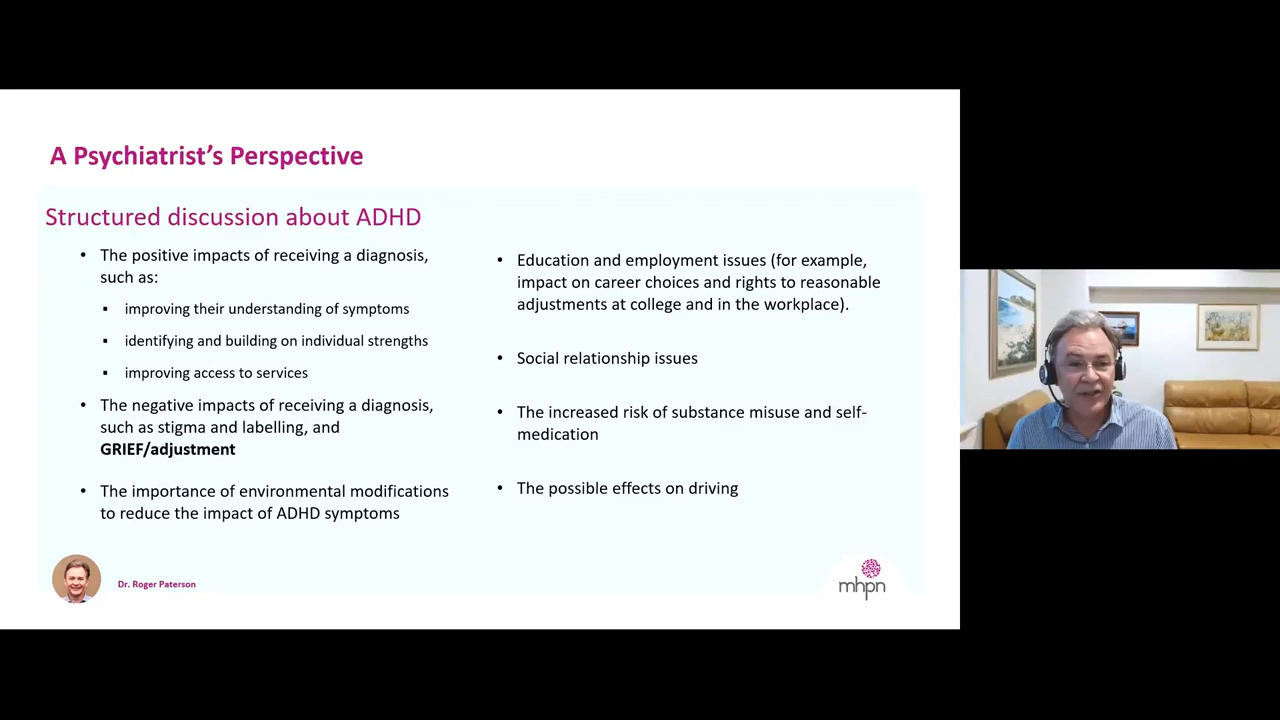 A Psychiatrist’s Perspective
Structured discussion about ADHD
• The positive impacts of receiving a diagnosis,
such as:
▪ improving their understanding of symptoms
▪ identifying and building on individual strengths
▪ improving access to services
• The negative impacts of receiving a diagnosis,
such as stigma and labelling, and
GRIEF/adjustment
• The importance of environmental modifications
to reduce the impact of ADHD symptoms
• Education and employment issues (for example,
impact on career choices and rights to reasonable
adjustments at college and in the workplace).
• Social relationship issues
• The increased risk of substance misuse and self-
medication
• The possible effects on driving
Dr. Roger Paterson
mhpn